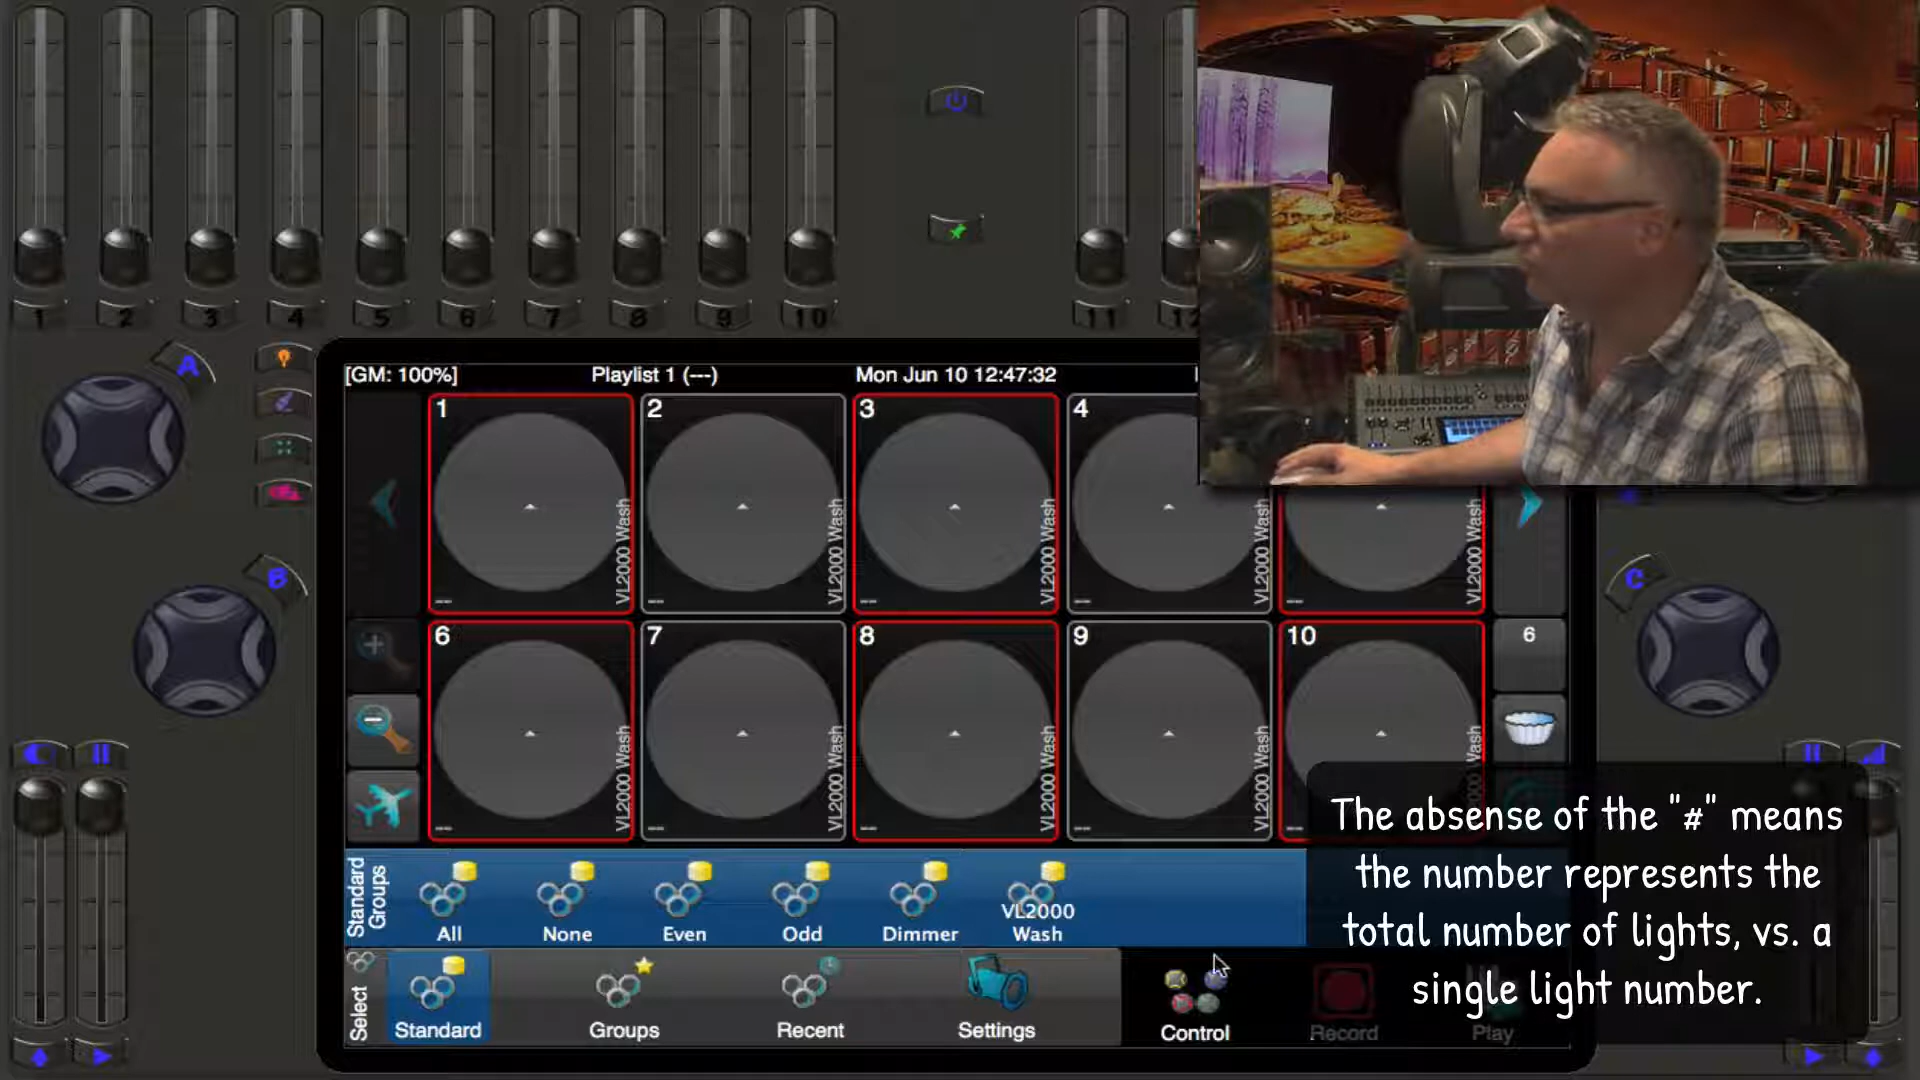 1 2 3 4 5 6 7 8 9 10 11 12
A
[GM: 100%] Playlist 1 (---) Mon Jun 10 12:47:32
1 2 3 4
VL2000 Wash VL2000 Wash VL2000 Wash VL2000 Wash VL2000 Wash
-- -- -- -- --
B C
6 7 8 9 10 6
VL2000 Wash VL2000 Wash VL2000 Wash VL2000 Wash VL2000 Wash
-- -- -- -- --
The absense of the "#" means
the number represents the
total number of lights, vs. a
single light number.
Standard
Groups
All None Even Odd Dimmer VL2000
Wash
Select
Standard Groups Recent Settings Control Record Play